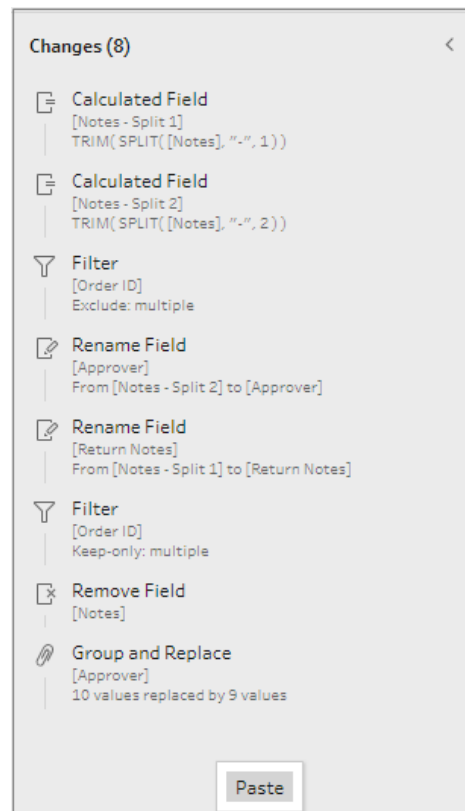 Changes (8)
Calculated Field
[Notes - Split 1]
TRIM( SPLIT( [Notes], "-", 1 ) )
Calculated Field
[Notes - Split 2]
TRIM( SPLIT( [Notes], "-", 2 ) )
Filter
[Order ID]
Exclude: multiple
Rename Field
[Approver]
From [Notes - Split 2] to [Approver]
Rename Field
[Return Notes]
From [Notes - Split 1] to [Return Notes]
Filter
[Order ID]
Keep-only: multiple
Remove Field
[Notes]
Group and Replace
[Approver]
10 values replaced by 9 values
Paste